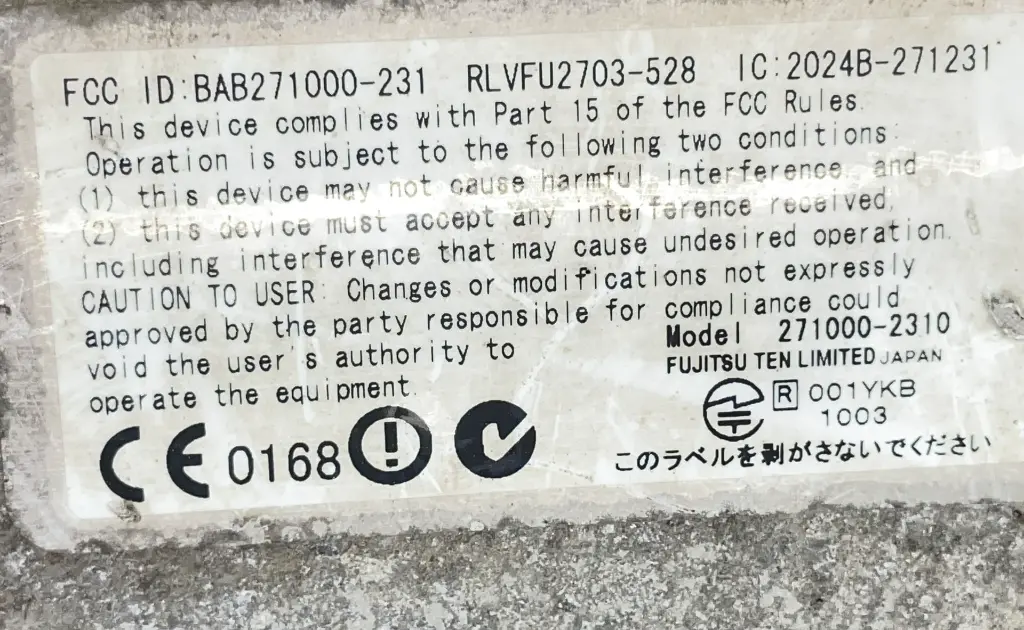 FCC ID:BAB271000-231 RLVFU2703-528 IC:2024B-271231
This device complies with Part 15 of the FCC Rules.
Operation is subject to the following two conditions:
(1) this device may not cause harmful interference, and
(2) this device must accept any interference received,
including interference that may cause undesired operation.
CAUTION TO USER: Changes or modifications not expressly
approved by the party responsible for compliance could
void the user's authority to
operate the equipment.
Model 271000-2310
FUJITSU TEN LIMITED JAPAN
R 001YKB
1003
CE 0168
このラベルを剥がさないでください